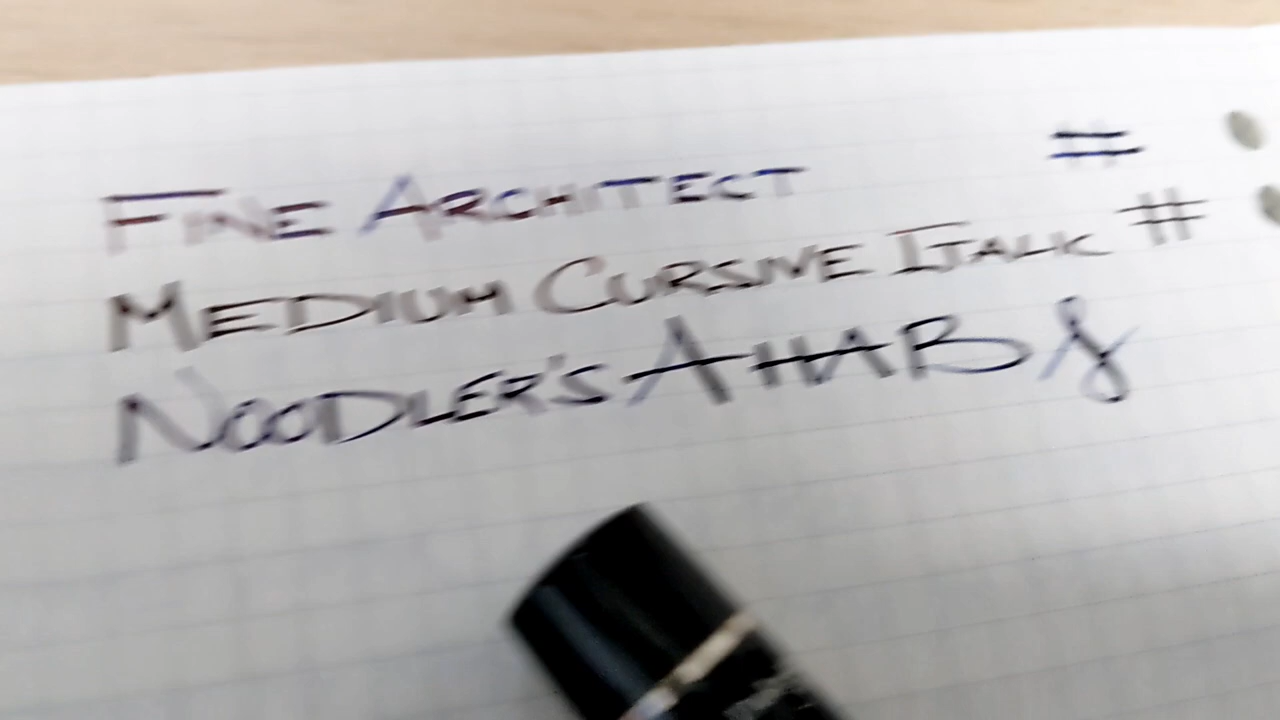 FINE ARCHITECT #
MEDIUM CURSIVE ITALIC #
NOODLER'S AHAB &